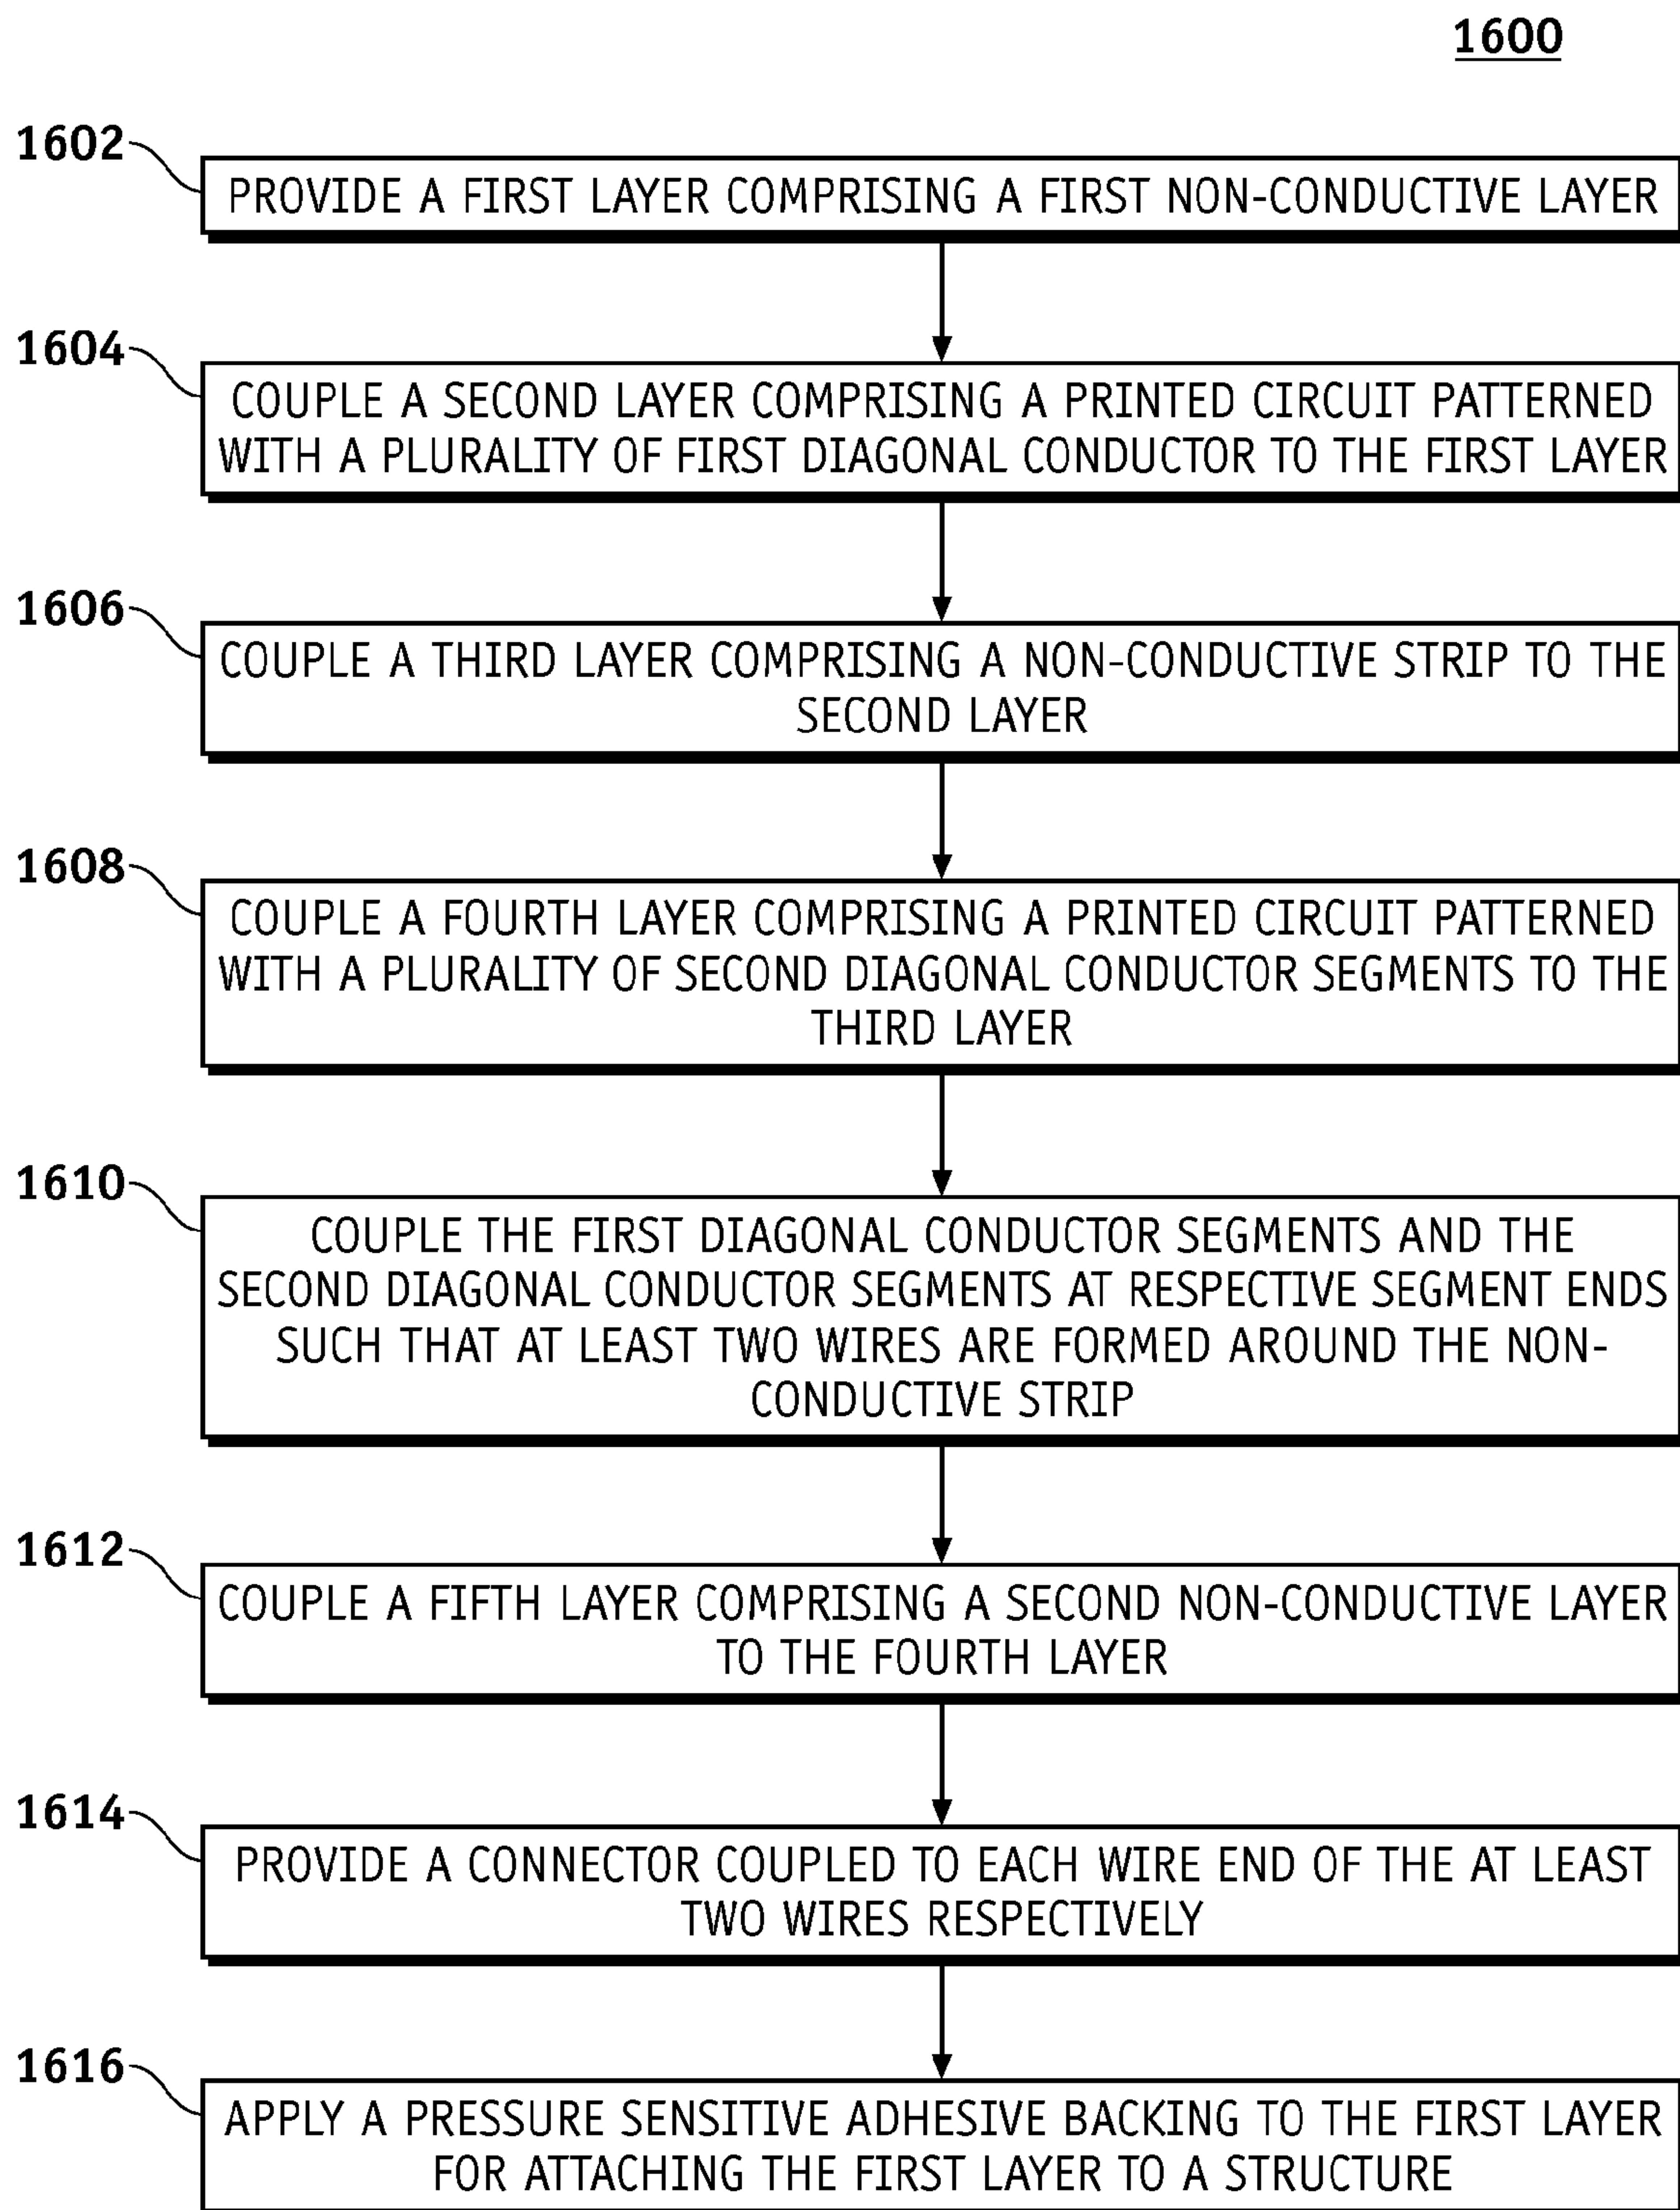 1600
1602
PROVIDE A FIRST LAYER COMPRISING A FIRST NON-CONDUCTIVE LAYER
1604
COUPLE A SECOND LAYER COMPRISING A PRINTED CIRCUIT PATTERNED
WITH A PLURALITY OF FIRST DIAGONAL CONDUCTOR TO THE FIRST LAYER
1606
COUPLE A THIRD LAYER COMPRISING A NON-CONDUCTIVE STRIP TO THE
SECOND LAYER
1608
COUPLE A FOURTH LAYER COMPRISING A PRINTED CIRCUIT PATTERNED
WITH A PLURALITY OF SECOND DIAGONAL CONDUCTOR SEGMENTS TO THE
THIRD LAYER
1610
COUPLE THE FIRST DIAGONAL CONDUCTOR SEGMENTS AND THE
SECOND DIAGONAL CONDUCTOR SEGMENTS AT RESPECTIVE SEGMENT ENDS
SUCH THAT AT LEAST TWO WIRES ARE FORMED AROUND THE NON-
CONDUCTIVE STRIP
1612
COUPLE A FIFTH LAYER COMPRISING A SECOND NON-CONDUCTIVE LAYER
TO THE FOURTH LAYER
1614
PROVIDE A CONNECTOR COUPLED TO EACH WIRE END OF THE AT LEAST
TWO WIRES RESPECTIVELY
1616
APPLY A PRESSURE SENSITIVE ADHESIVE BACKING TO THE FIRST LAYER
FOR ATTACHING THE FIRST LAYER TO A STRUCTURE